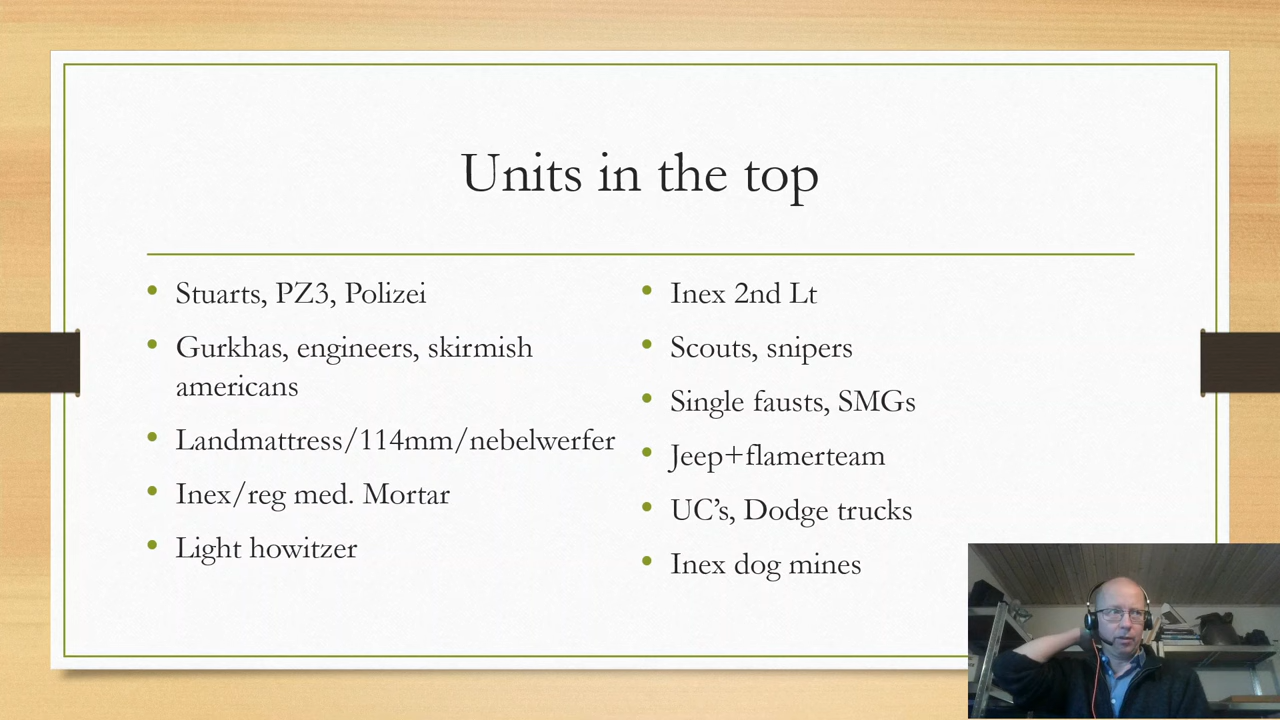 Units in the top
• Stuarts, PZ3, Polizei
• Gurkhas, engineers, skirmish
americans
• Landmattress/114mm/nebelwerfer
• Inex/reg med. Mortar
• Light howitzer
• Inex 2nd Lt
• Scouts, snipers
• Single fausts, SMGs
• Jeep+flamerteam
• UC’s, Dodge trucks
• Inex dog mines